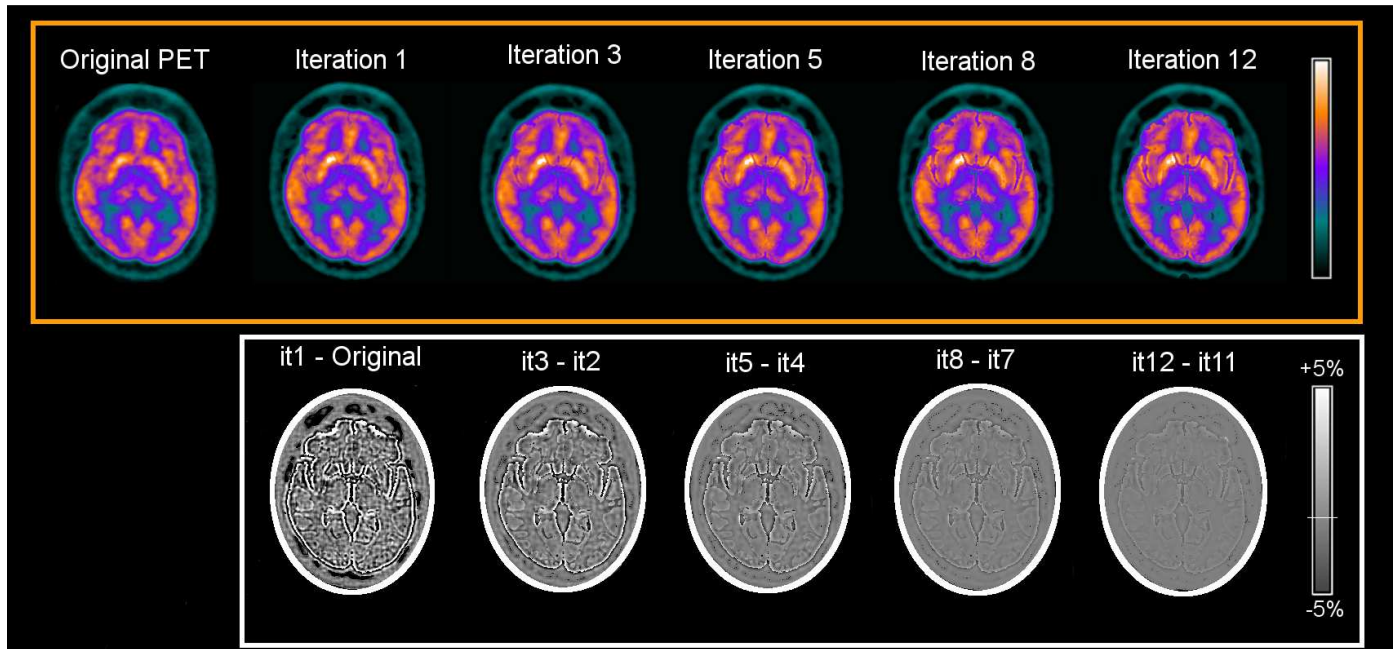 Original PET
Iteration 1
Iteration 3
Iteration 5
Iteration 8
Iteration 12
it1 - Original
it3 - it2
it5 - it4
it8 - it7
it12 - it11
+5%
-5%